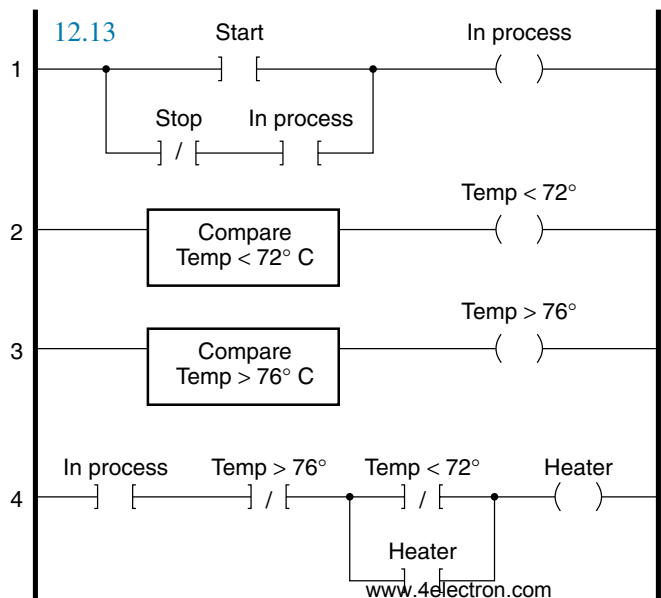 12.13
Start
In process
1
Stop
In process
Temp < 72°
2
Compare
Temp < 72° C
Temp > 76°
3
Compare
Temp > 76° C
In process
Temp > 76°
Temp < 72°
Heater
4
Heater
www.4electron.com